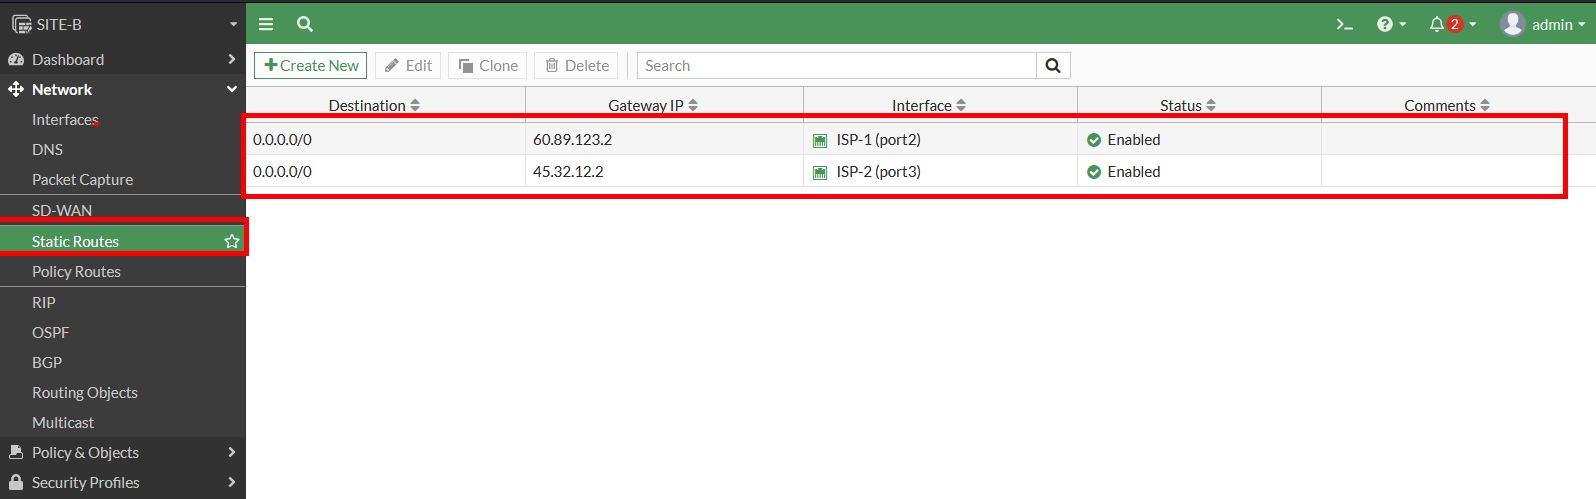 SITE-B
2
admin
Dashboard
Network
Interfaces
DNS
Packet Capture
SD-WAN
Static Routes
Policy Routes
RIP
OSPF
BGP
Routing Objects
Multicast
Policy & Objects
Security Profiles
Create New Edit Clone Delete Search
Destination Gateway IP Interface Status Comments
0.0.0.0/0 60.89.123.2 ISP-1 (port2) Enabled
0.0.0.0/0 45.32.12.2 ISP-2 (port3) Enabled